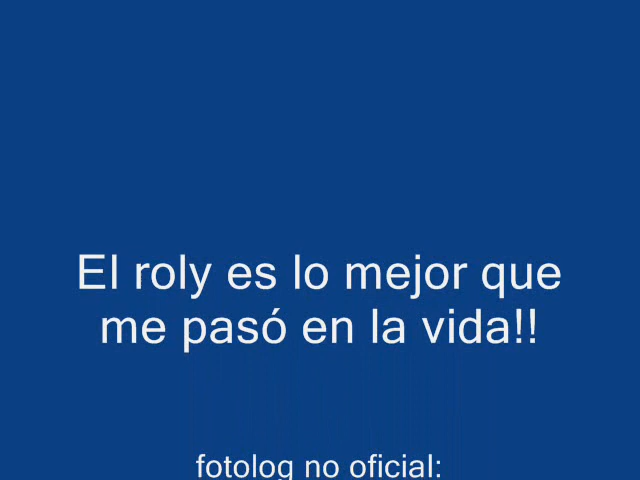 El roly es lo mejor que
me pasó en la vida!!
fotolog no oficial: